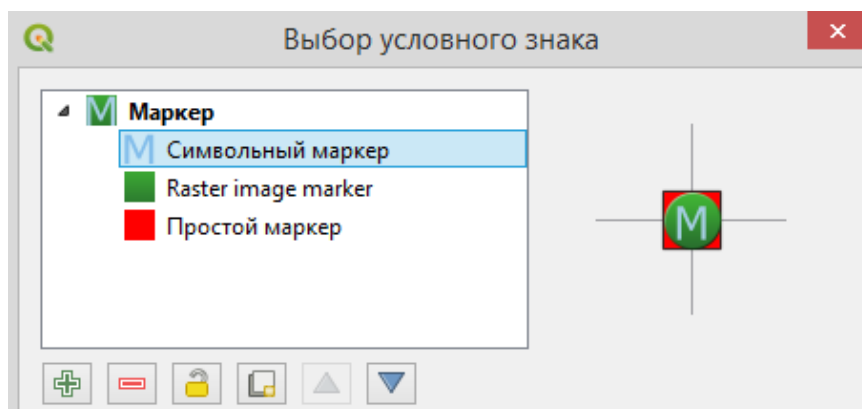 Выбор условного знака
Маркер
Символьный маркер
Raster image marker
Простой маркер
M